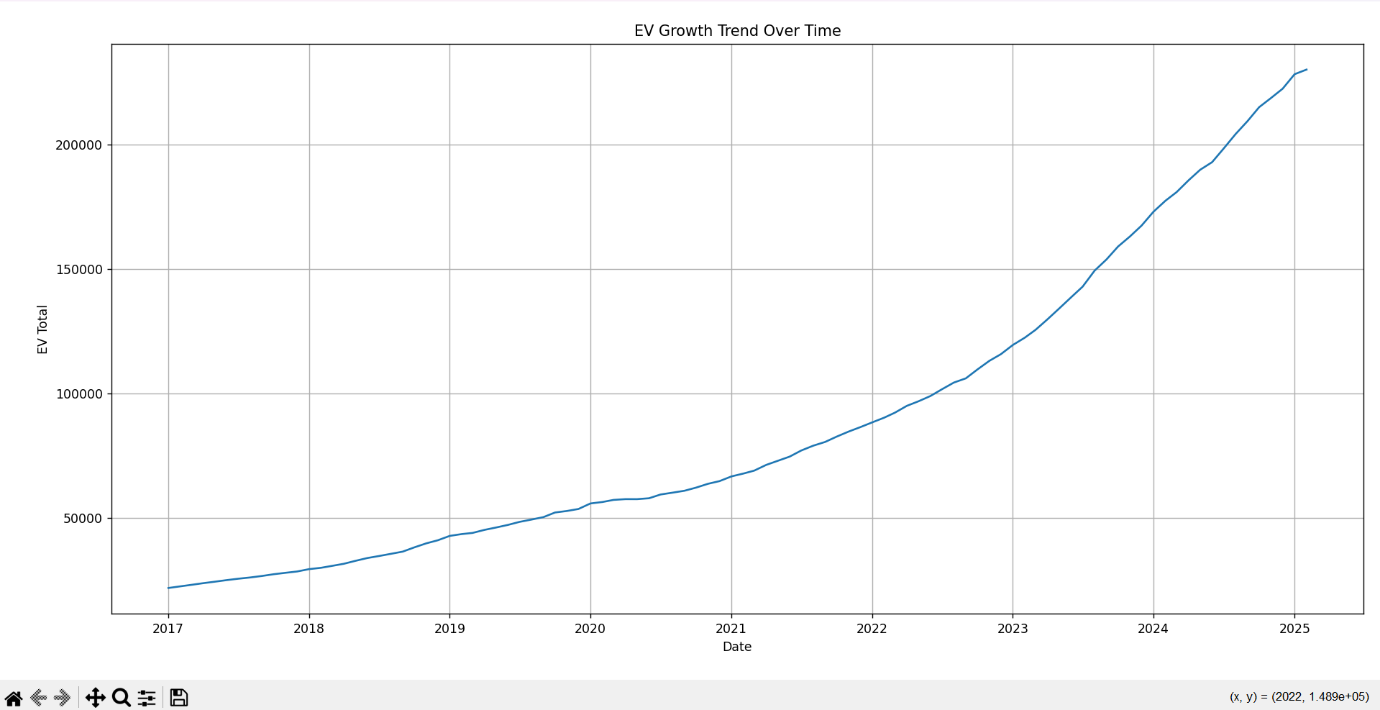 EV Growth Trend Over Time
200000
150000
100000
50000
EV Total
2017 2018 2019 2020 2021 2022 2023 2024 2025
Date
(x, y) = (2022, 1.489e+05)